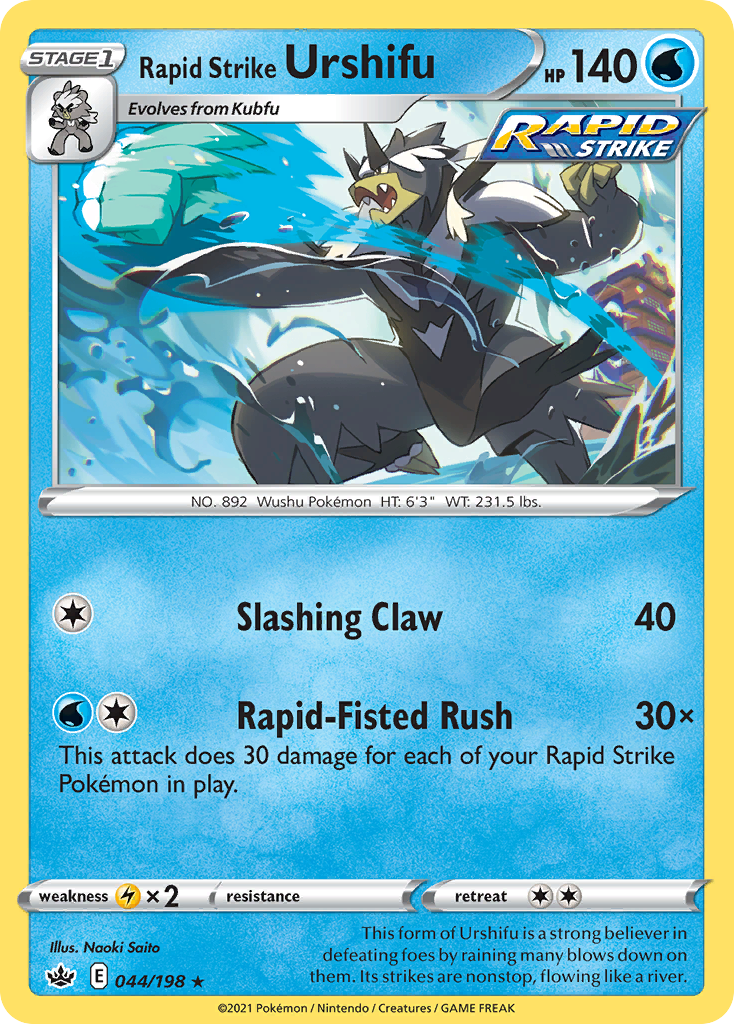 STAGE1
Rapid Strike Urshifu
HP 140
Evolves from Kubfu
RAPID
STRIKE
NO. 892 Wushu Pokémon HT: 6'3" WT: 231.5 lbs.
Slashing Claw 40
Rapid-Fisted Rush 30×
This attack does 30 damage for each of your Rapid Strike
Pokémon in play.
weakness ×2 resistance retreat
Illus. Naoki Saito
This form of Urshifu is a strong believer in
defeating foes by raining many blows down on
them. Its strikes are nonstop, flowing like a river.
E 044/198 ★
©2021 Pokémon / Nintendo / Creatures / GAME FREAK